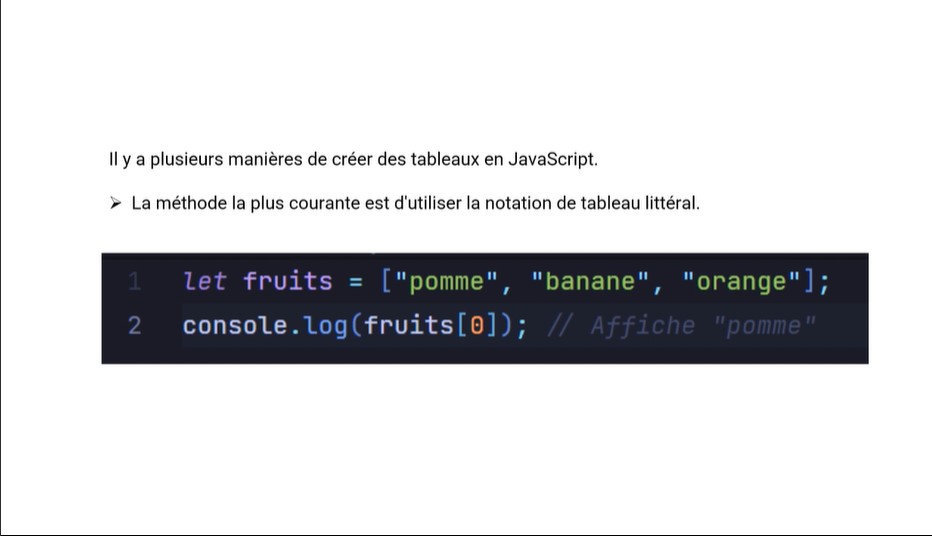 Il y a plusieurs manières de créer des tableaux en JavaScript.
➢ La méthode la plus courante est d'utiliser la notation de tableau littéral.
1 let fruits = ["pomme", "banane", "orange"];
2 console.log(fruits[0]); // Affiche "pomme"